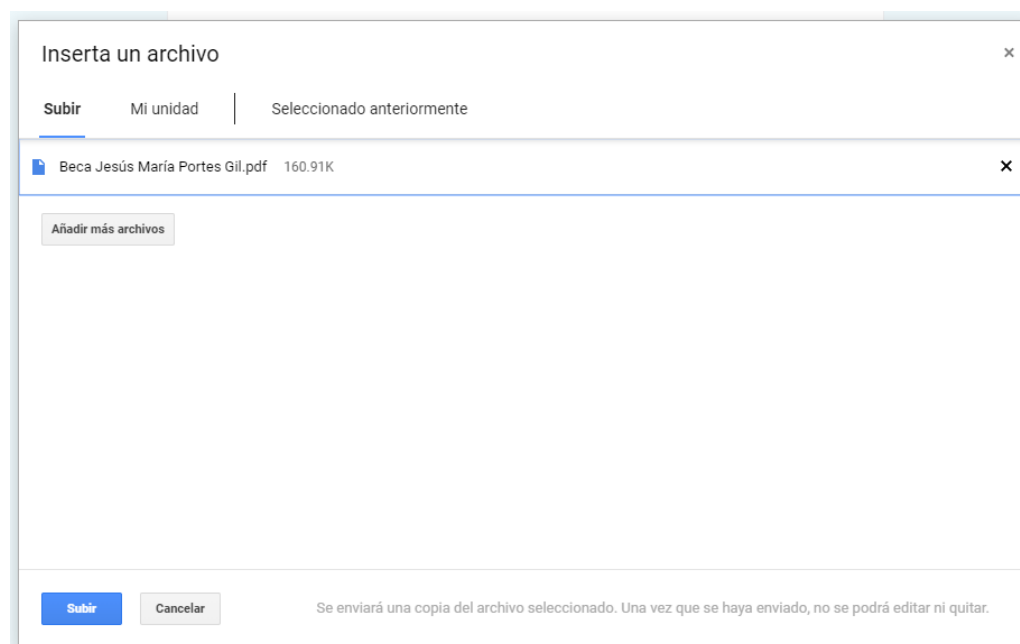 Inserta un archivo ×
Subir Mi unidad Seleccionado anteriormente
Beca Jesús María Portes Gil.pdf 160.91K ×
Añadir más archivos
Subir Cancelar Se enviará una copia del archivo seleccionado. Una vez que se haya enviado, no se podrá editar ni quitar.